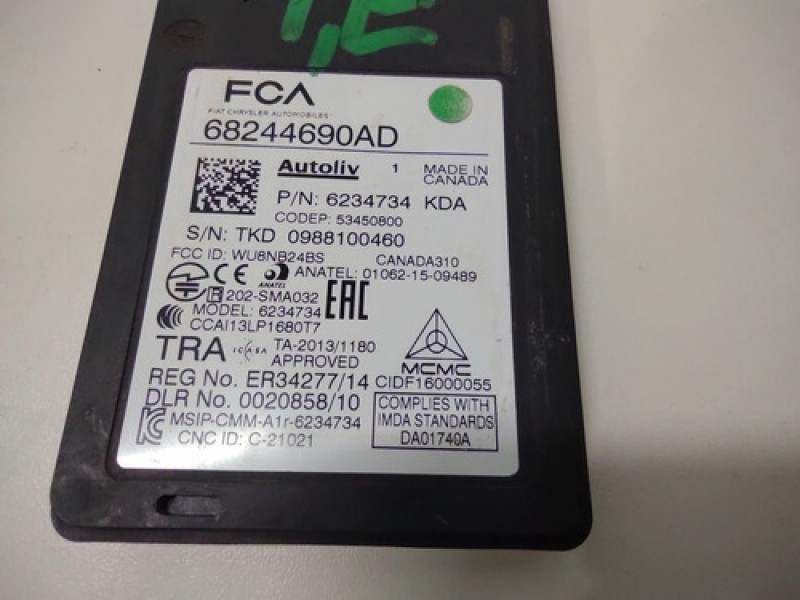 FCA
FIAT CHRYSLER AUTOMOBILES
68244690AD
Autoliv 1 MADE IN CANADA
P/N: 6234734 KDA
CODEP: 53450800
S/N: TKD 0988100460
FCC ID: WU8NB24BS CANADA310
CE ANATEL ANATEL: 01062-15-09489
R 202-SMA032 EAC
MODEL: 6234734
CCAI13LP1680T7
TRA ICASA TA-2013/1180 APPROVED
MCMC
REG No. ER34277/14 CIDF16000055
DLR No. 0020858/10
MSIP-CMM-A1r-6234734
CNC ID: C-21021
COMPLIES WITH
IMDA STANDARDS
DA01740A